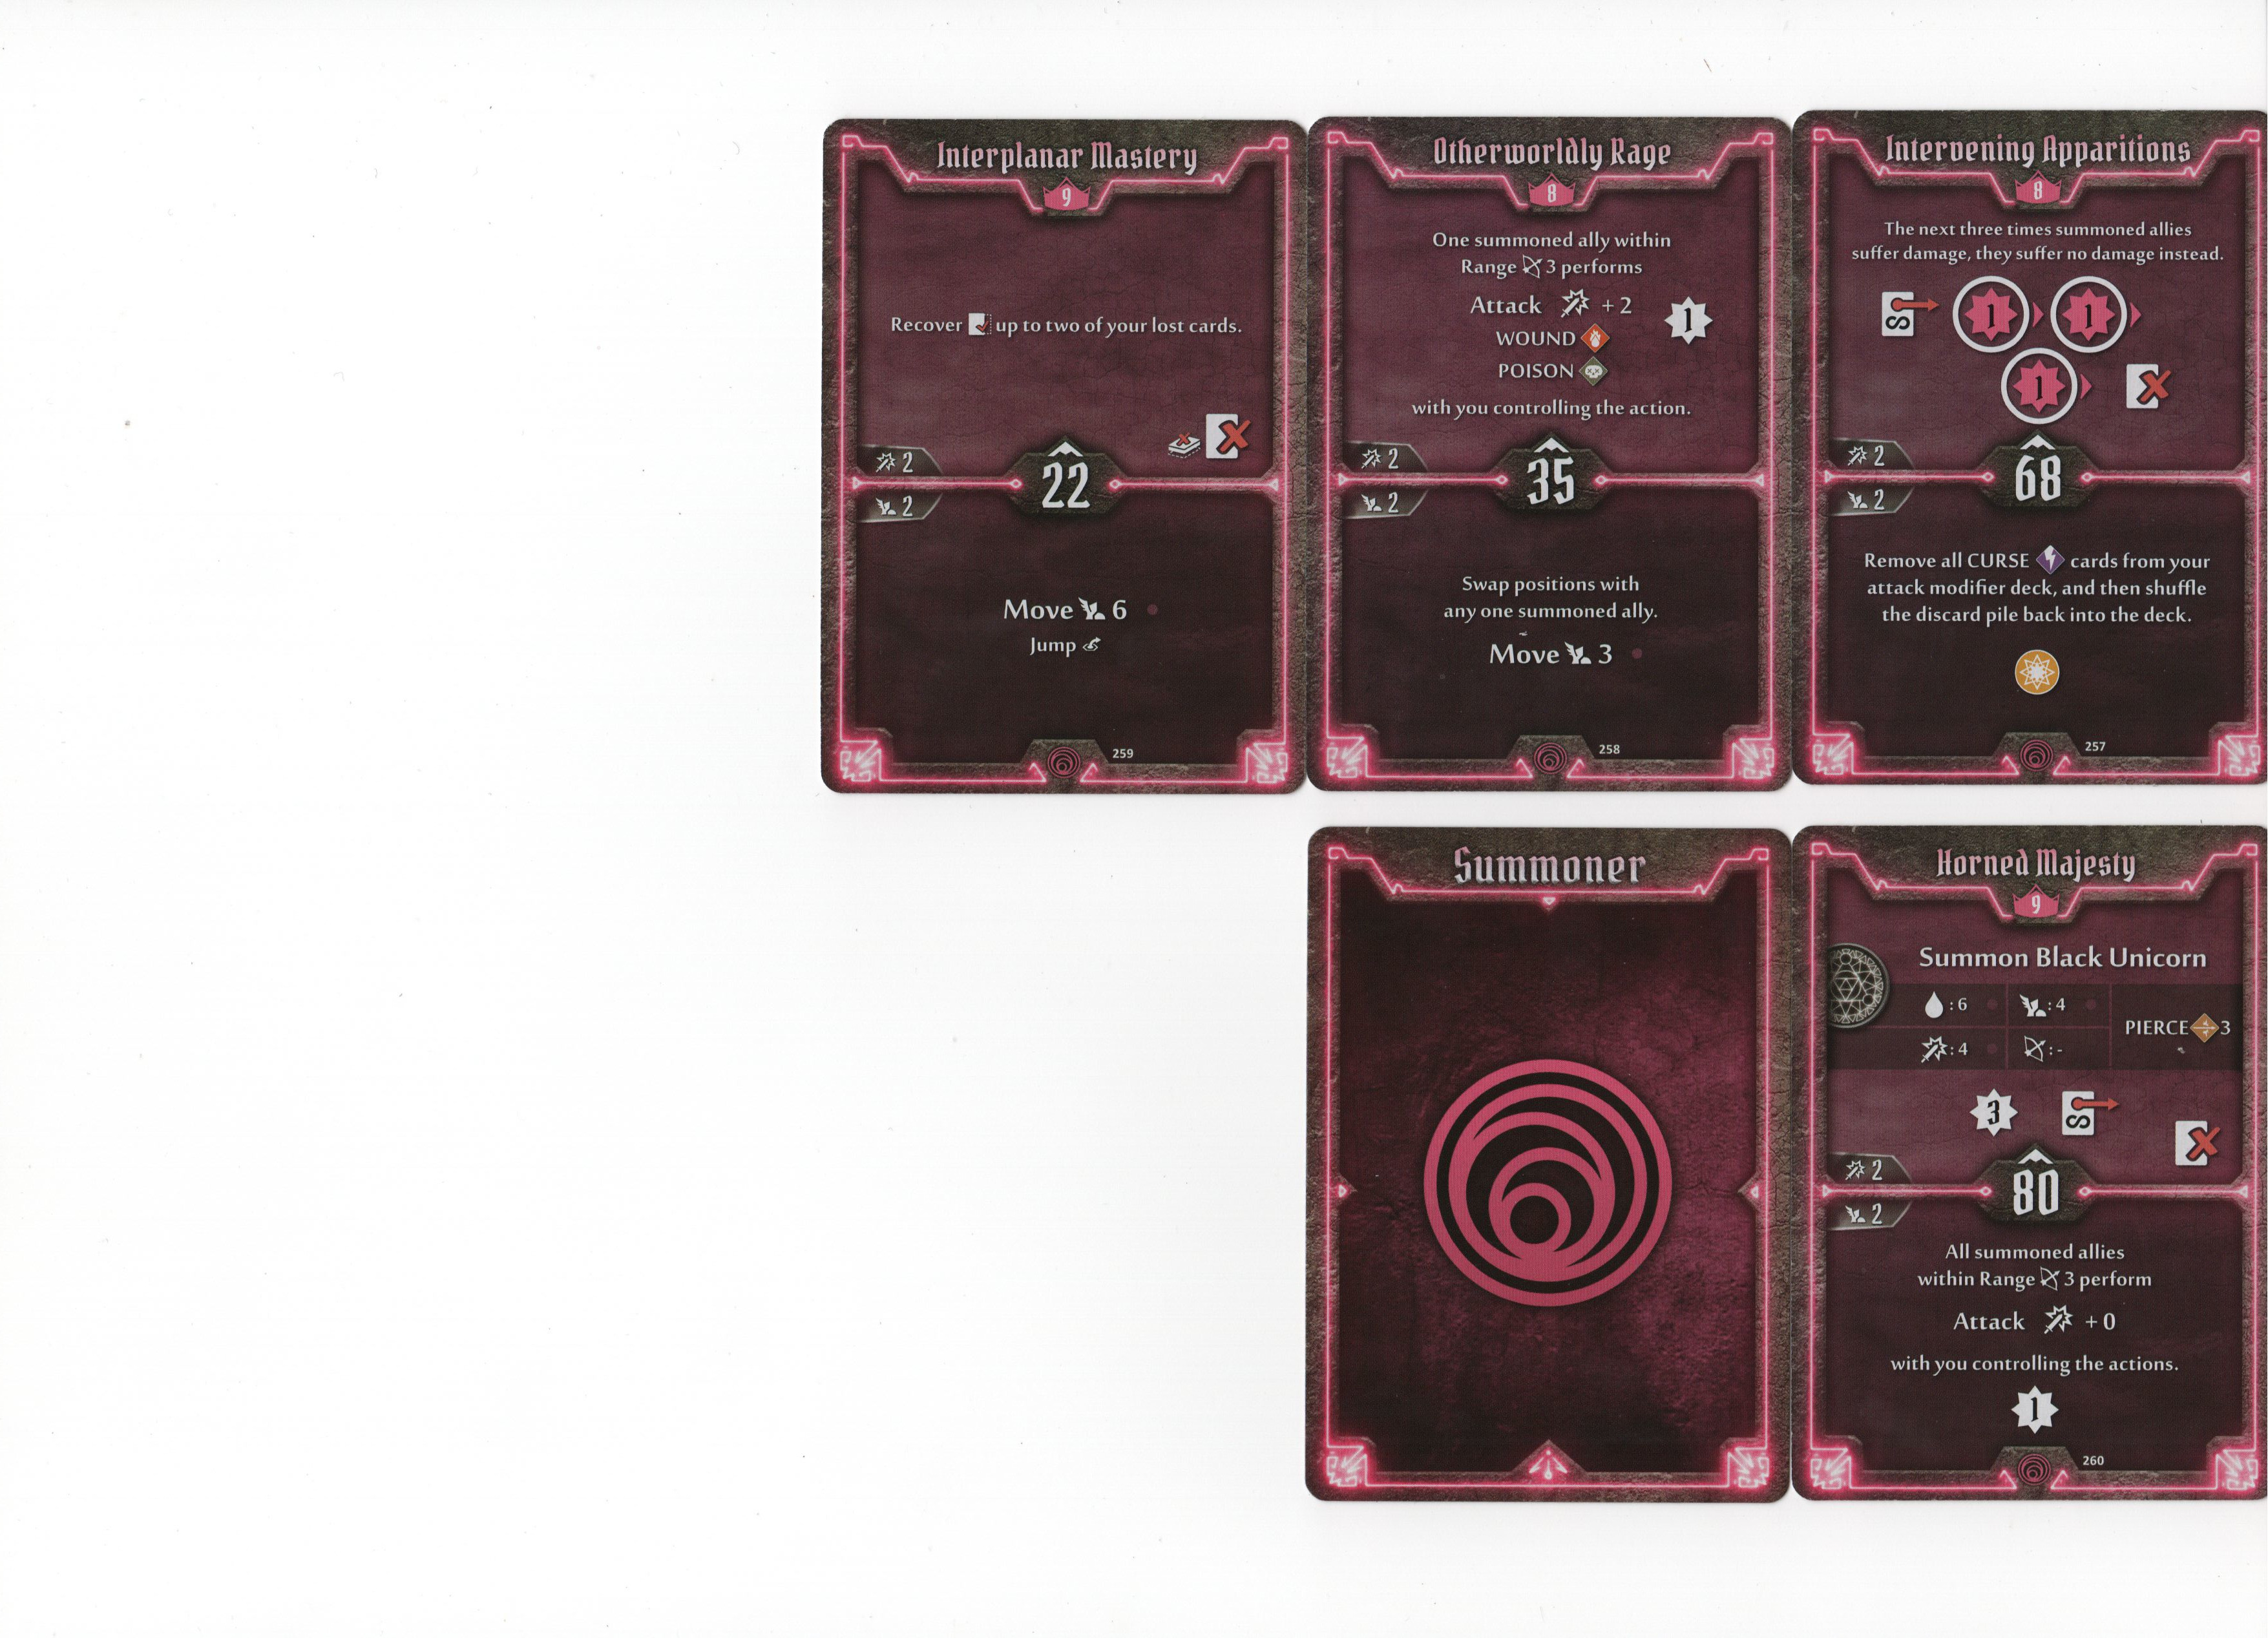 Interplanar Mastery
9
Recover up to two of your lost cards.
2
22
2
Move 6
Jump
259
Otherworldly Rage
8
One summoned ally within
Range 3 performs
Attack + 2
1
WOUND
POISON
with you controlling the action.
2
35
2
Swap positions with
any one summoned ally.
Move 3
258
Intervening Apparitions
8
The next three times summoned allies
suffer damage, they suffer no damage instead.
1
1
1
2
68
2
Remove all CURSE cards from your
attack modifier deck, and then shuffle
the discard pile back into the deck.
257
Summoner
Horned Majesty
9
Summon Black Unicorn
:6
:4
PIERCE 3
:4
:-
3
2
80
2
All summoned allies
within Range 3 perform
Attack + 0
with you controlling the actions.
1
260